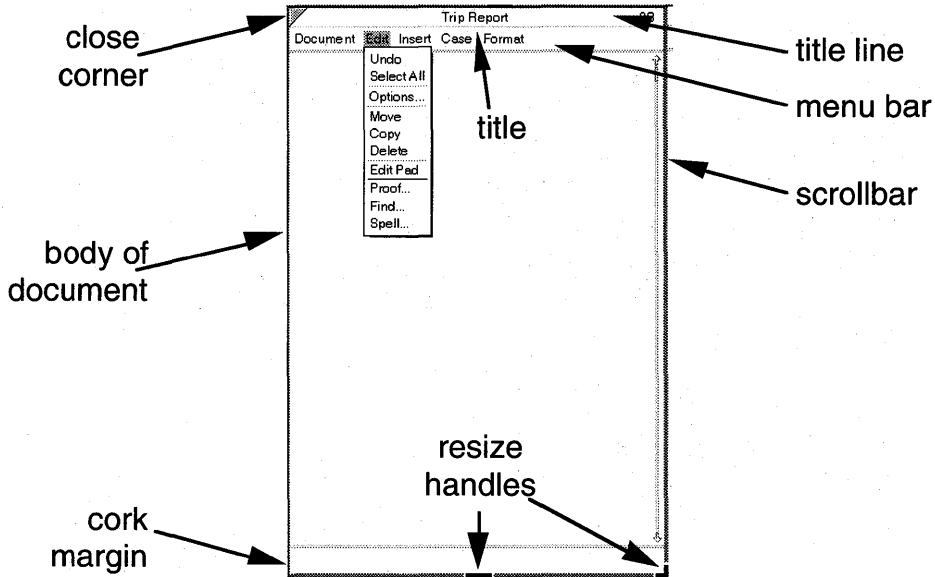 Trip Report
close
corner
title line
Document Edit Insert Case Format
menu bar
Undo
Select All
Options...
Move
Copy
Delete
Edit Pad
Proof...
Find...
Spell...
title
scrollbar
body of
document
resize
handles
cork
margin